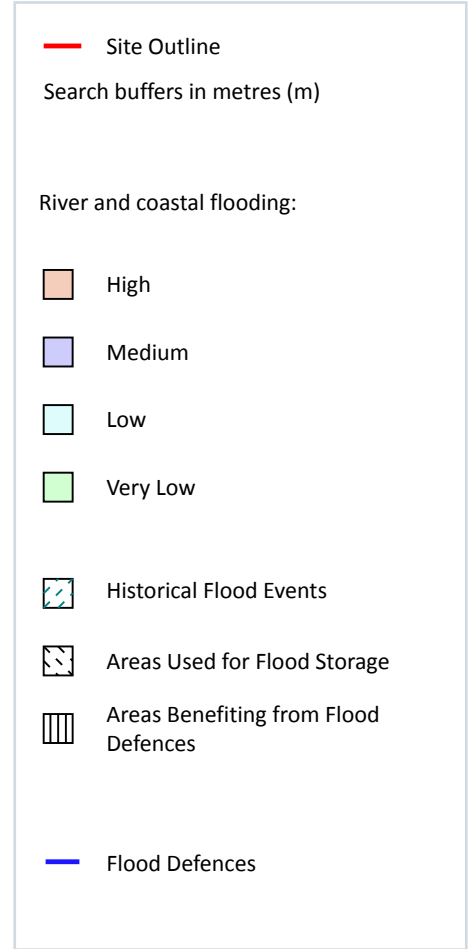 Site Outline
Search buffers in metres (m)
River and coastal flooding:
High
Medium
Low
Very Low
Historical Flood Events
Areas Used for Flood Storage
Areas Benefiting from Flood
Defences
Flood Defences